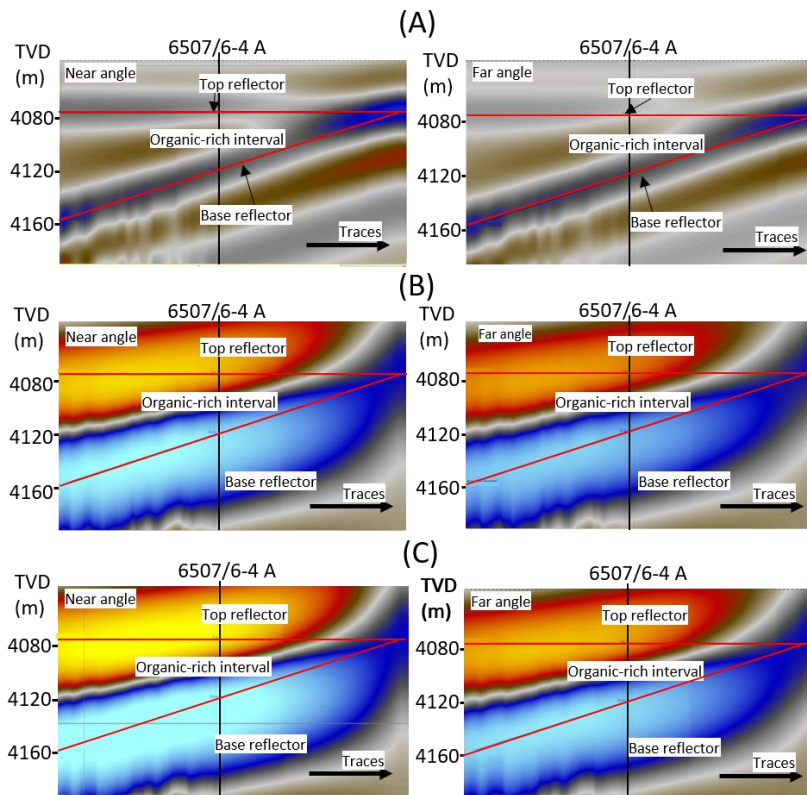 (A)
TVD
(m)
6507/6-4 A
Near angle
Top reflector
4080
Organic-rich interval
4120
4160
Base reflector
Traces
6507/6-4 A
Far angle
Top reflector
4080
Organic-rich interval
4120
Base reflector
4160
Traces
(B)
TVD
(m)
6507/6-4 A
Near angle
Top reflector
4080
Organic-rich interval
4120
Base reflector
4160
Traces
TVD
(m)
6507/6-4 A
Far angle
Top reflector
4080
Organic-rich interval
4120
Base reflector
4160
Traces
(C)
TVD
(m)
6507/6-4 A
Near angle
Top reflector
4080
Organic-rich interval
4120
Base reflector
4160
Traces
TVD
(m)
6507/6-4 A
Far angle
Top reflector
4080
Organic-rich interval
4120
Base reflector
4160
Traces